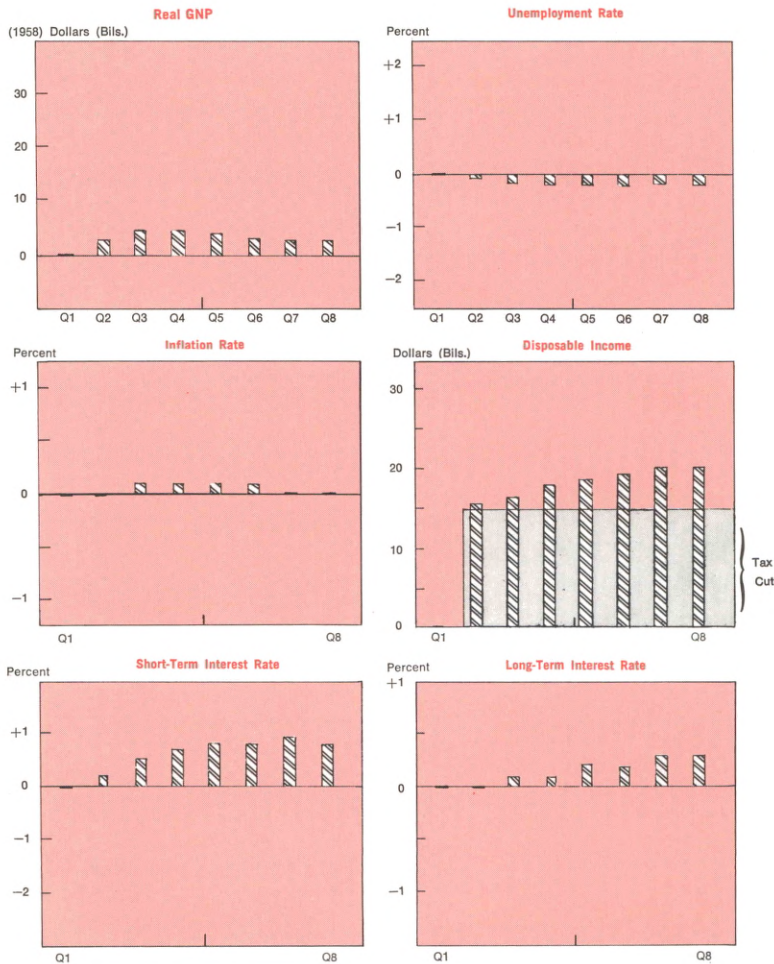 Real GNP
(1958) Dollars (Bils.)
30
20
10
0
Q1 Q2 Q3 Q4 Q5 Q6 Q7 Q8
Unemployment Rate
Percent
+2
+1
0
−1
−2
Q1 Q2 Q3 Q4 Q5 Q6 Q7 Q8
Inflation Rate
Percent
+1
0
−1
Q1 Q8
Disposable Income
Dollars (Bils.)
30
20
10
0
Tax
Cut
Q1 Q8
Short-Term Interest Rate
Percent
+1
0
−1
−2
Q1 Q8
Long-Term Interest Rate
Percent
+1
0
−1
Q1 Q8